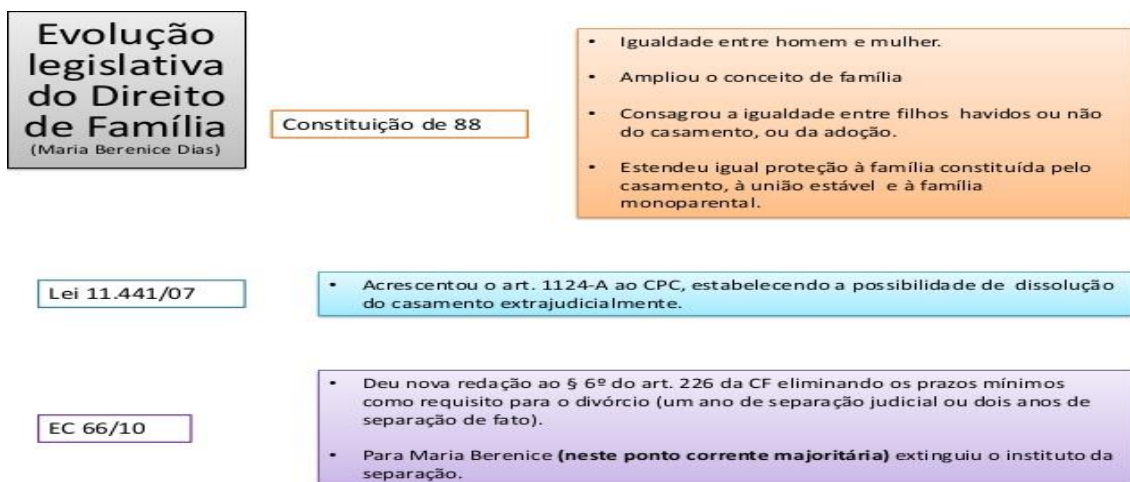 Evolução
legislativa
do Direito
de Família
(Maria Berenice Dias)
Constituição de 88
• Igualdade entre homem e mulher.
• Ampliou o conceito de família
• Consagrou a igualdade entre filhos havidos ou não
do casamento, ou da adoção.
• Estendeu igual proteção à família constituída pelo
casamento, à união estável e à família
monoparental.
Lei 11.441/07
• Acrescentou o art. 1124-A ao CPC, estabelecendo a possibilidade de dissolução
do casamento extrajudicialmente.
EC 66/10
• Deu nova redação ao § 6º do art. 226 da CF eliminando os prazos mínimos
como requisito para o divórcio (um ano de separação judicial ou dois anos de
separação de fato).
• Para Maria Berenice (neste ponto corrente majoritária) extinguiu o instituto da
separação.